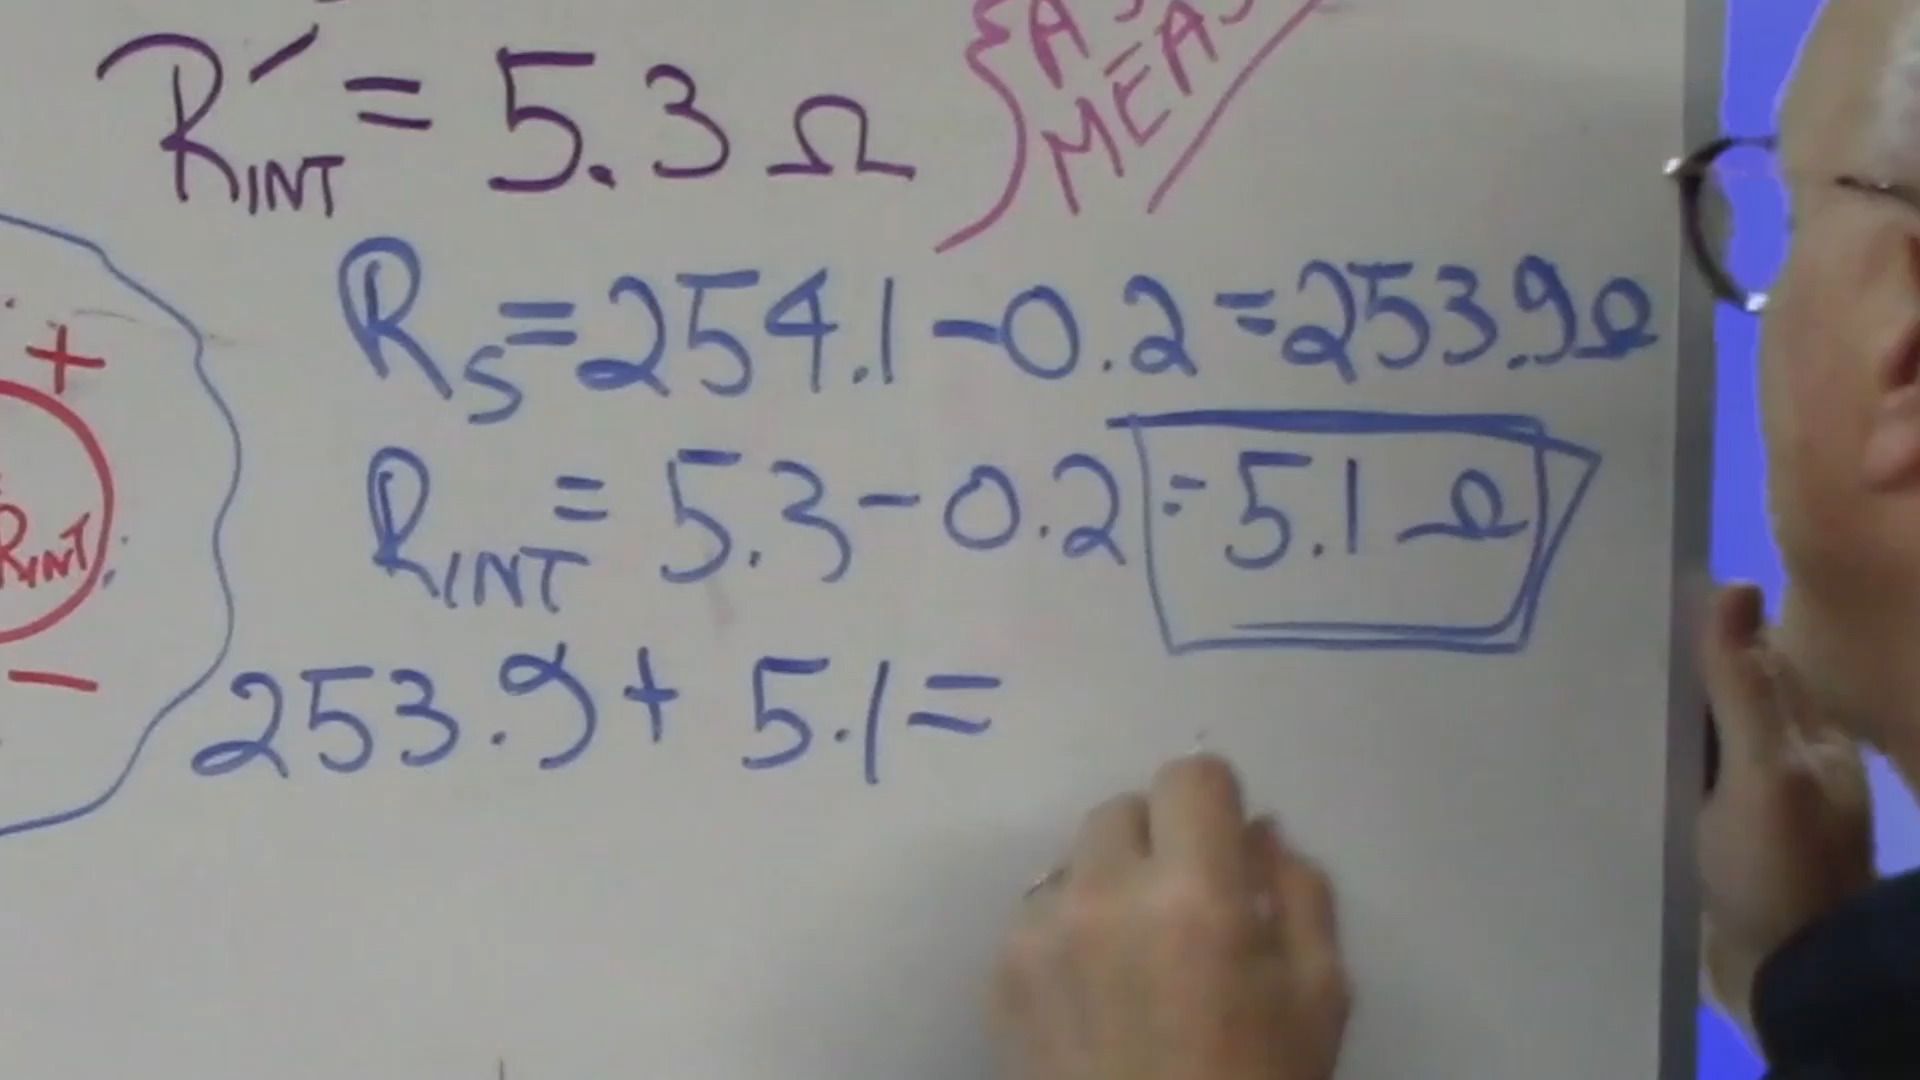 R'INT = 5.3 Ω
MEAS
RS = 254.1 - 0.2 = 253.9 Ω
RINT = 5.3 - 0.2 = 5.1 Ω
253.9 + 5.1 =
+
RINT
-